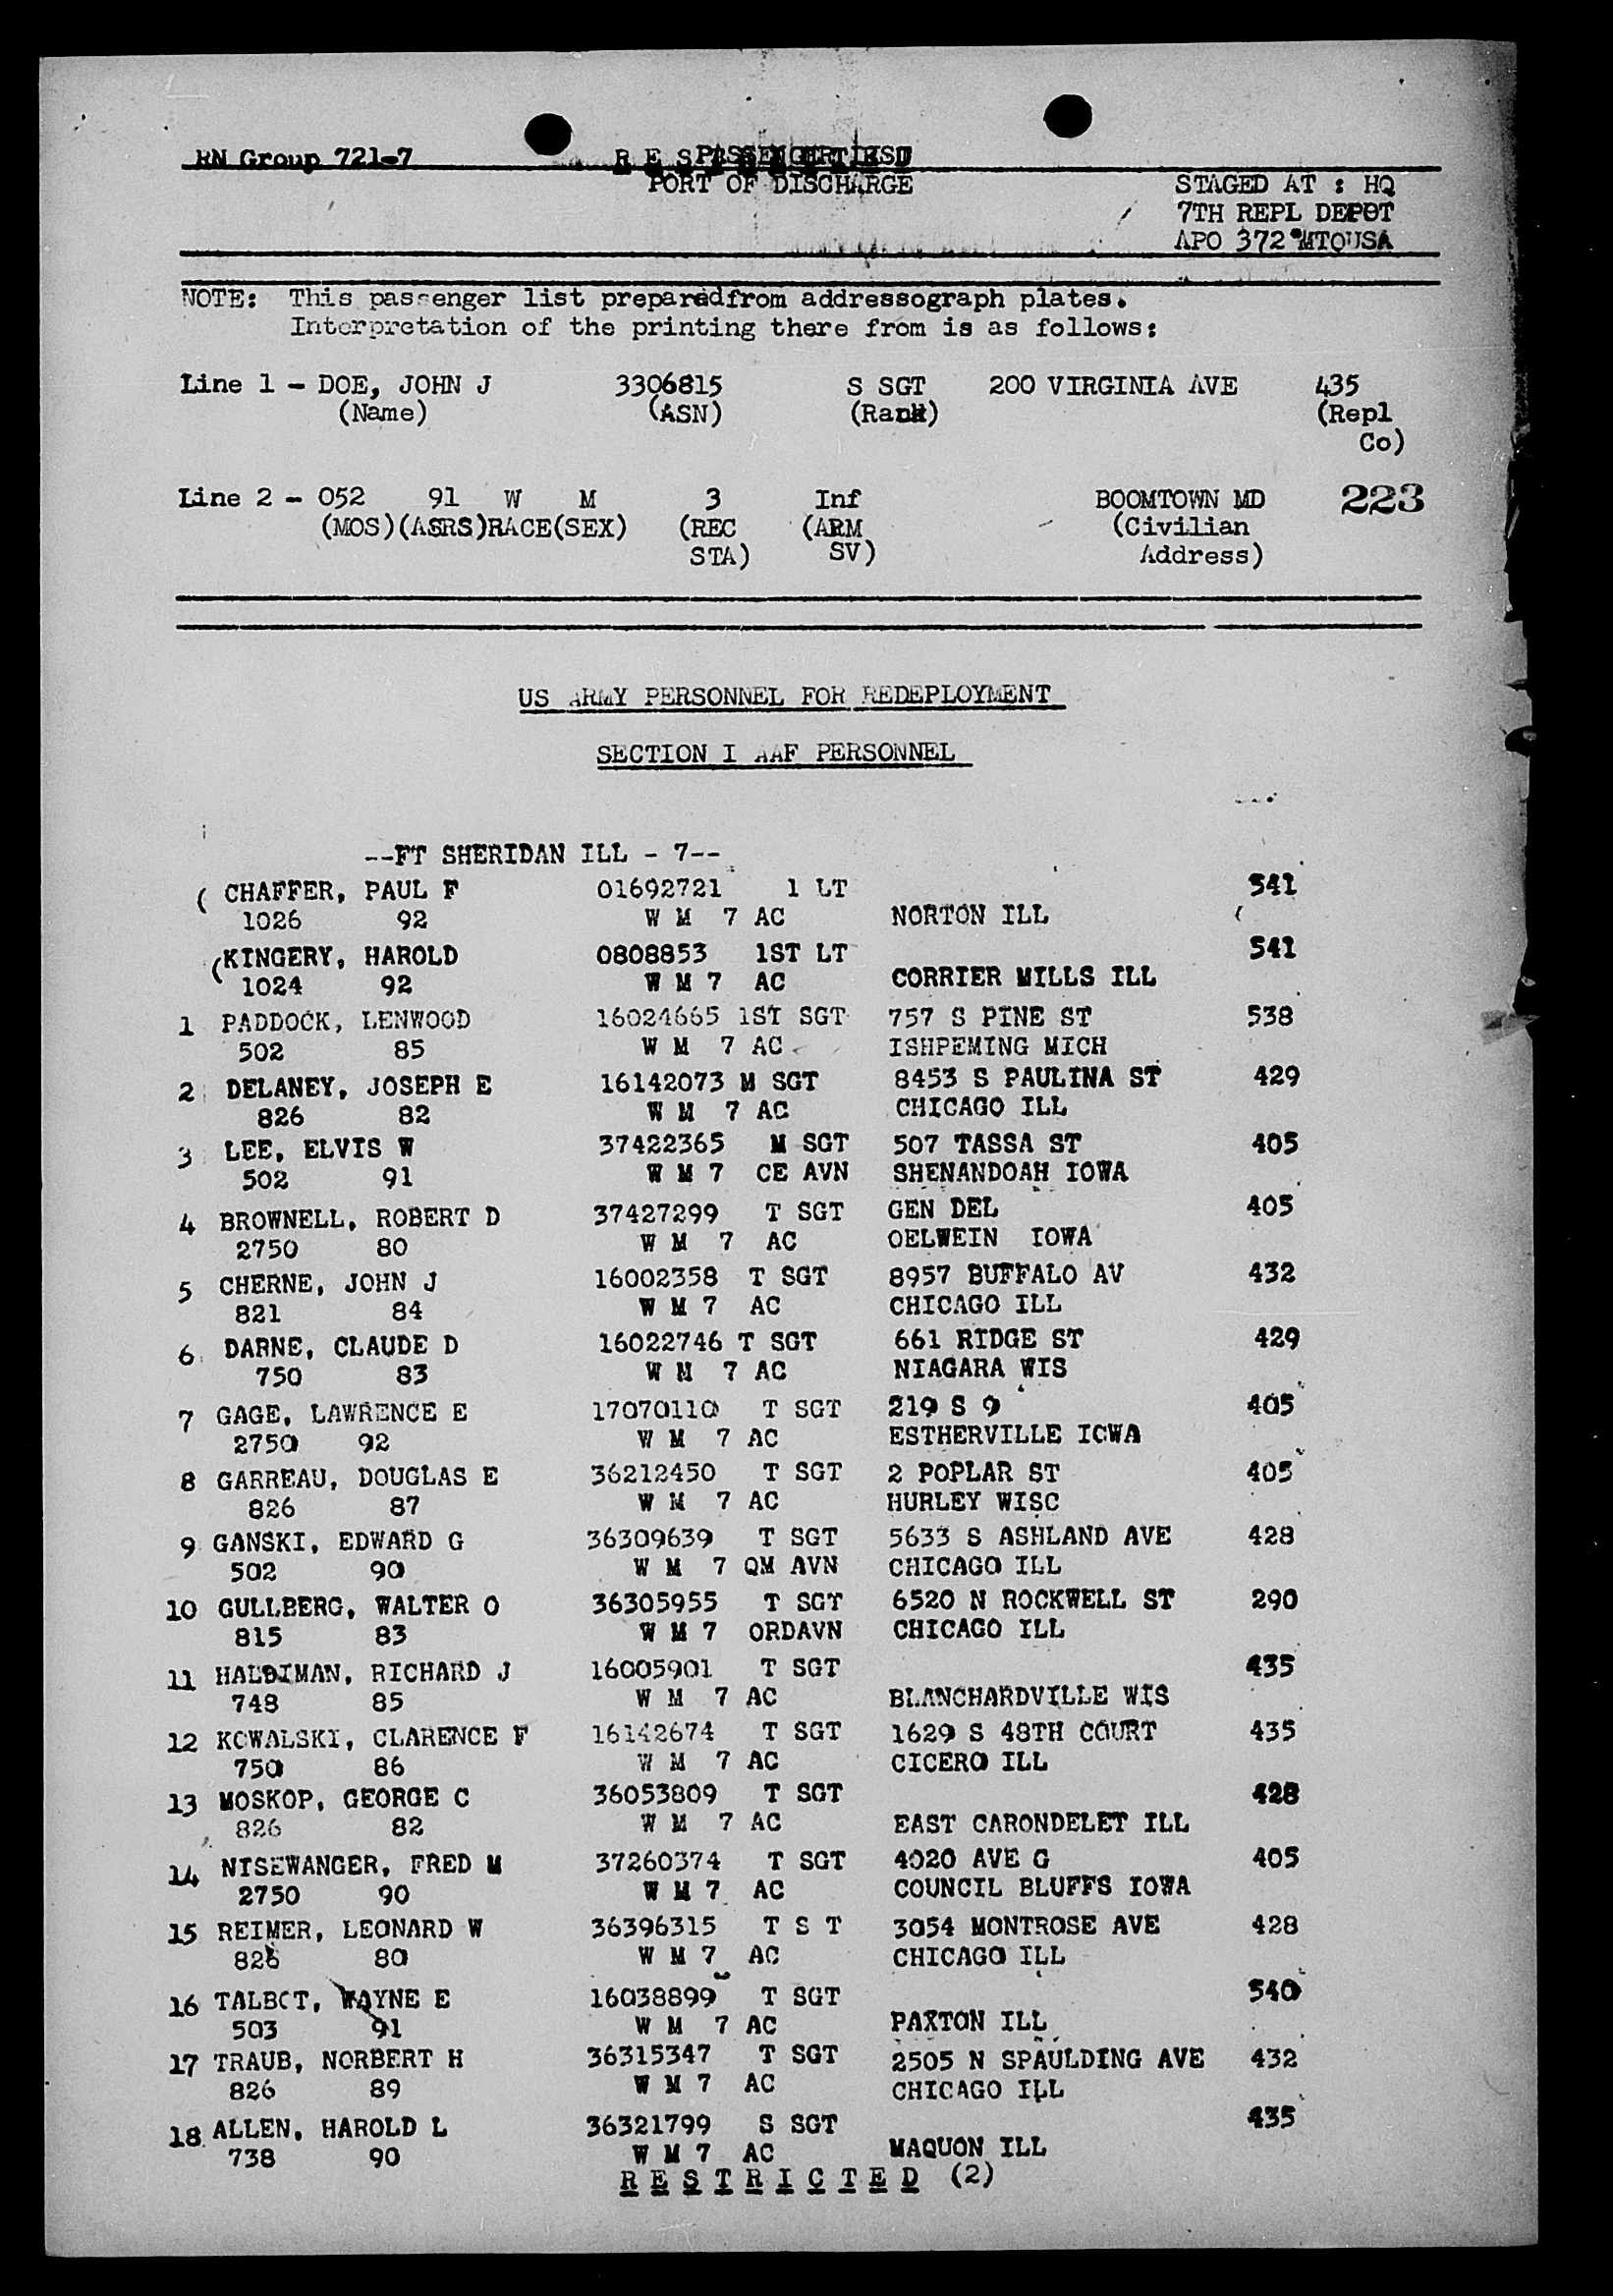 RN Group 721-7 RESTRICTED
PASSENGER LIST
PORT OF DISCHARGE STAGED AT : HQ
7TH REPL DEPOT
APO 372 MTOUSA
NOTE: This passenger list preparedfrom addressograph plates.
Interpretation of the printing there from is as follows:
Line 1 - DOE, JOHN J 3306815 S SGT 200 VIRGINIA AVE 435
(Name) (ASN) (Rank) (Repl
Co)
Line 2 - 052 91 W M 3 Inf BOOMTOWN MD 223
(MOS)(ASRS)RACE(SEX) (REC (ARM (Civilian
STA) SV) Address)
US ARMY PERSONNEL FOR REDEPLOYMENT
SECTION I AAF PERSONNEL
--FT SHERIDAN ILL - 7--
( CHAFFER, PAUL F 01692721 1 LT 541
1026 92 W M 7 AC NORTON ILL
(KINGERY, HAROLD 0808853 1ST LT 541
1024 92 W M 7 AC CORRIER MILLS ILL
1 PADDOCK, LENWOOD 16024665 1ST SGT 757 S PINE ST 538
502 85 W M 7 AC ISHPEMING MICH
2 DELANEY, JOSEPH E 16142073 M SGT 8453 S PAULINA ST 429
826 82 W M 7 AC CHICAGO ILL
3 LEE, ELVIS W 37422365 M SGT 507 TASSA ST 405
502 91 W M 7 CE AVN SHENANDOAH IOWA
4 BROWNELL, ROBERT D 37427299 T SGT GEN DEL 405
2750 80 W M 7 AC OELWEIN IOWA
5 CHERNE, JOHN J 16002358 T SGT 8957 BUFFALO AV 432
821 84 W M 7 AC CHICAGO ILL
6 DARNE, CLAUDE D 16022746 T SGT 661 RIDGE ST 429
750 83 W M 7 AC NIAGARA WIS
7 GAGE, LAWRENCE E 17070110 T SGT 219 S 9 405
2750 92 W M 7 AC ESTHERVILLE IOWA
8 GARREAU, DOUGLAS E 36212450 T SGT 2 POPLAR ST 405
826 87 W M 7 AC HURLEY WISC
9 GANSKI, EDWARD G 36309639 T SGT 5633 S ASHLAND AVE 428
502 90 W M 7 QM AVN CHICAGO ILL
10 GULLBERG, WALTER O 36305955 T SGT 6520 N ROCKWELL ST 290
815 83 W M 7 ORDAVN CHICAGO ILL
11 HALDIMAN, RICHARD J 16005901 T SGT 435
748 85 W M 7 AC BLANCHARDVILLE WIS
12 KOWALSKI, CLARENCE F 16142674 T SGT 1629 S 48TH COURT 435
750 86 W M 7 AC CICERO ILL
13 MOSKOP, GEORGE C 36053809 T SGT 428
826 82 W M 7 AC EAST CARONDELET ILL
14 NISEWANGER, FRED M 37260374 T SGT 4020 AVE G 405
2750 90 W M 7 AC COUNCIL BLUFFS IOWA
15 REIMER, LEONARD W 36396315 T S T 3054 MONTROSE AVE 428
826 80 W M 7 AC CHICAGO ILL
16 TALBOT, WAYNE E 16038899 T SGT 540
503 91 W M 7 AC PAXTON ILL
17 TRAUB, NORBERT H 36315347 T SGT 2505 N SPAULDING AVE 432
826 89 W M 7 AC CHICAGO ILL
18 ALLEN, HAROLD L 36321799 S SGT 435
738 90 W M 7 AC MAQUON ILL
RESTRICTED (2)